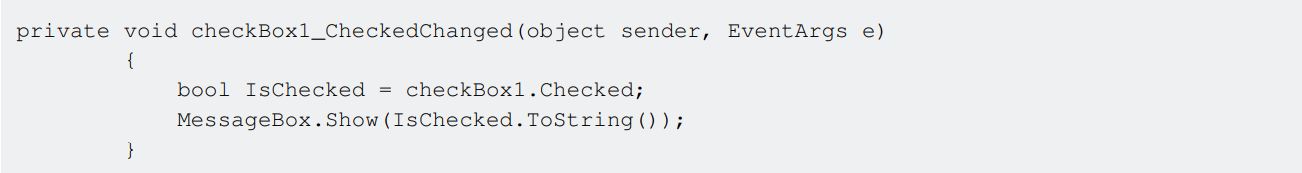 private void checkBox1_CheckedChanged(object sender, EventArgs e)
{
bool IsChecked = checkBox1.Checked;
MessageBox.Show(IsChecked.ToString());
}